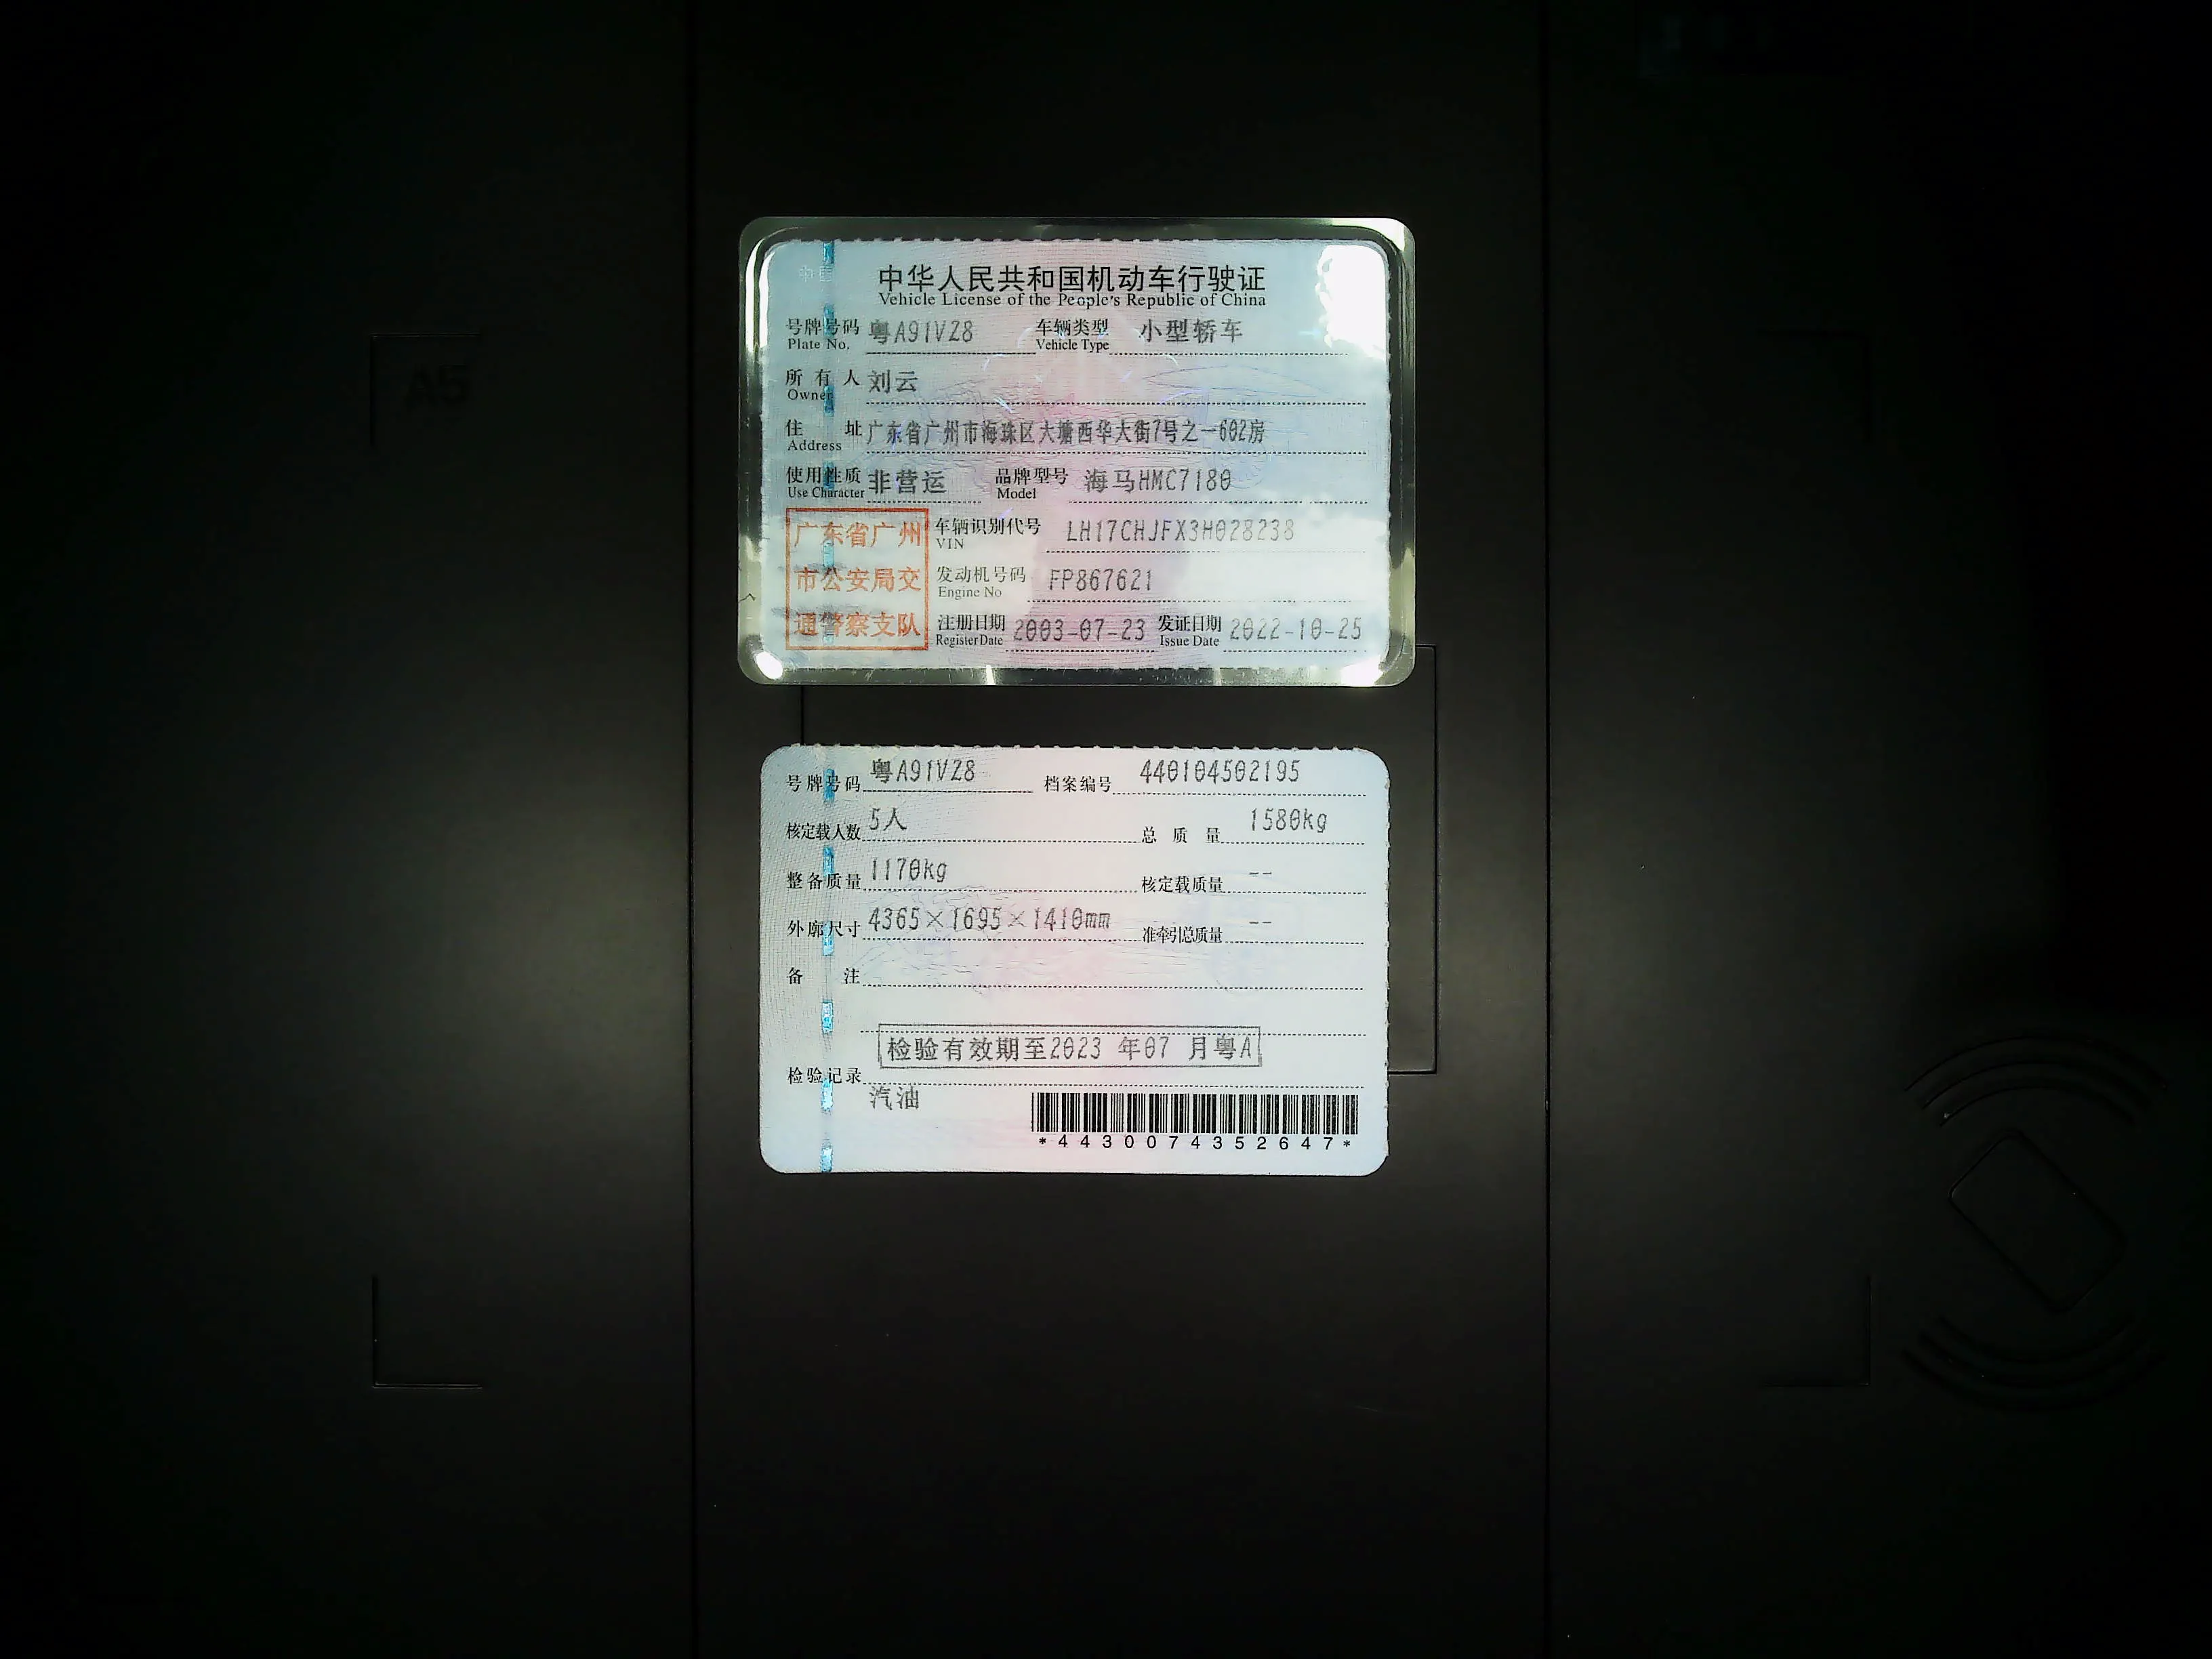 A5
中华人民共和国机动车行驶证
Vehicle License of the People's Republic of China
号牌号码 粤A91VZ8 车辆类型 小型轿车
Plate No. Vehicle Type
所有人 刘云
Owner
住址 广东省广州市海珠区大塘西华大街7号之一602房
Address
使用性质 非营运 品牌型号 海马HMC7180
Use Character Model
广东省广州
市公安局交
通警察支队
车辆识别代号 LH17CHJFX3H028238
VIN
发动机号码 FP867621
Engine No
注册日期 2003-07-23 发证日期 2022-10-25
Register Date Issue Date
号牌号码 粤A91VZ8 档案编号 440104502195
核定载人数 5人 总质量 1580kg
整备质量 1170kg 核定载质量 --
外廓尺寸 4365×1695×1410mm 准牵引总质量 --
备注
检验有效期至2023 年07 月粤A
检验记录
汽油
*4430074352647*